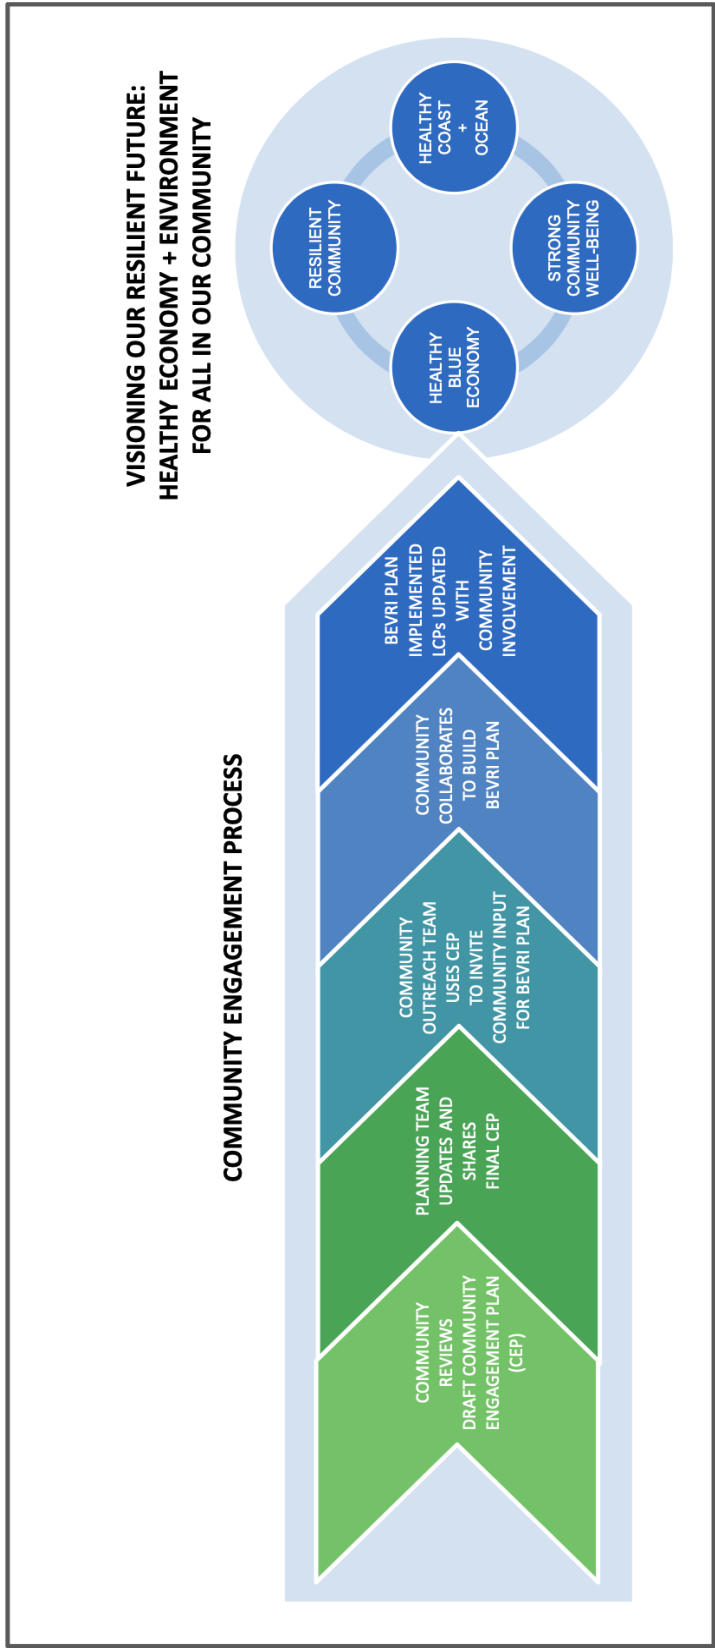 COMMUNITY ENGAGEMENT PROCESS
COMMUNITY
REVIEWS
DRAFT COMMUNITY
ENGAGEMENT PLAN
(CEP)
PLANNING TEAM
UPDATES AND
SHARES
FINAL CEP
COMMUNITY
OUTREACH TEAM
USES CEP
TO INVITE
COMMUNITY INPUT
FOR BEVRI PLAN
COMMUNITY
COLLABORATES
TO BUILD
BEVRI PLAN
BEVRI PLAN
IMPLEMENTED
LCPs UPDATED
WITH
COMMUNITY
INVOLVEMENT
VISIONING OUR RESILIENT FUTURE:
HEALTHY ECONOMY + ENVIRONMENT
FOR ALL IN OUR COMMUNITY
RESILIENT
COMMUNITY
HEALTHY
BLUE
ECONOMY
HEALTHY
COAST
+
OCEAN
STRONG
COMMUNITY
WELL-BEING